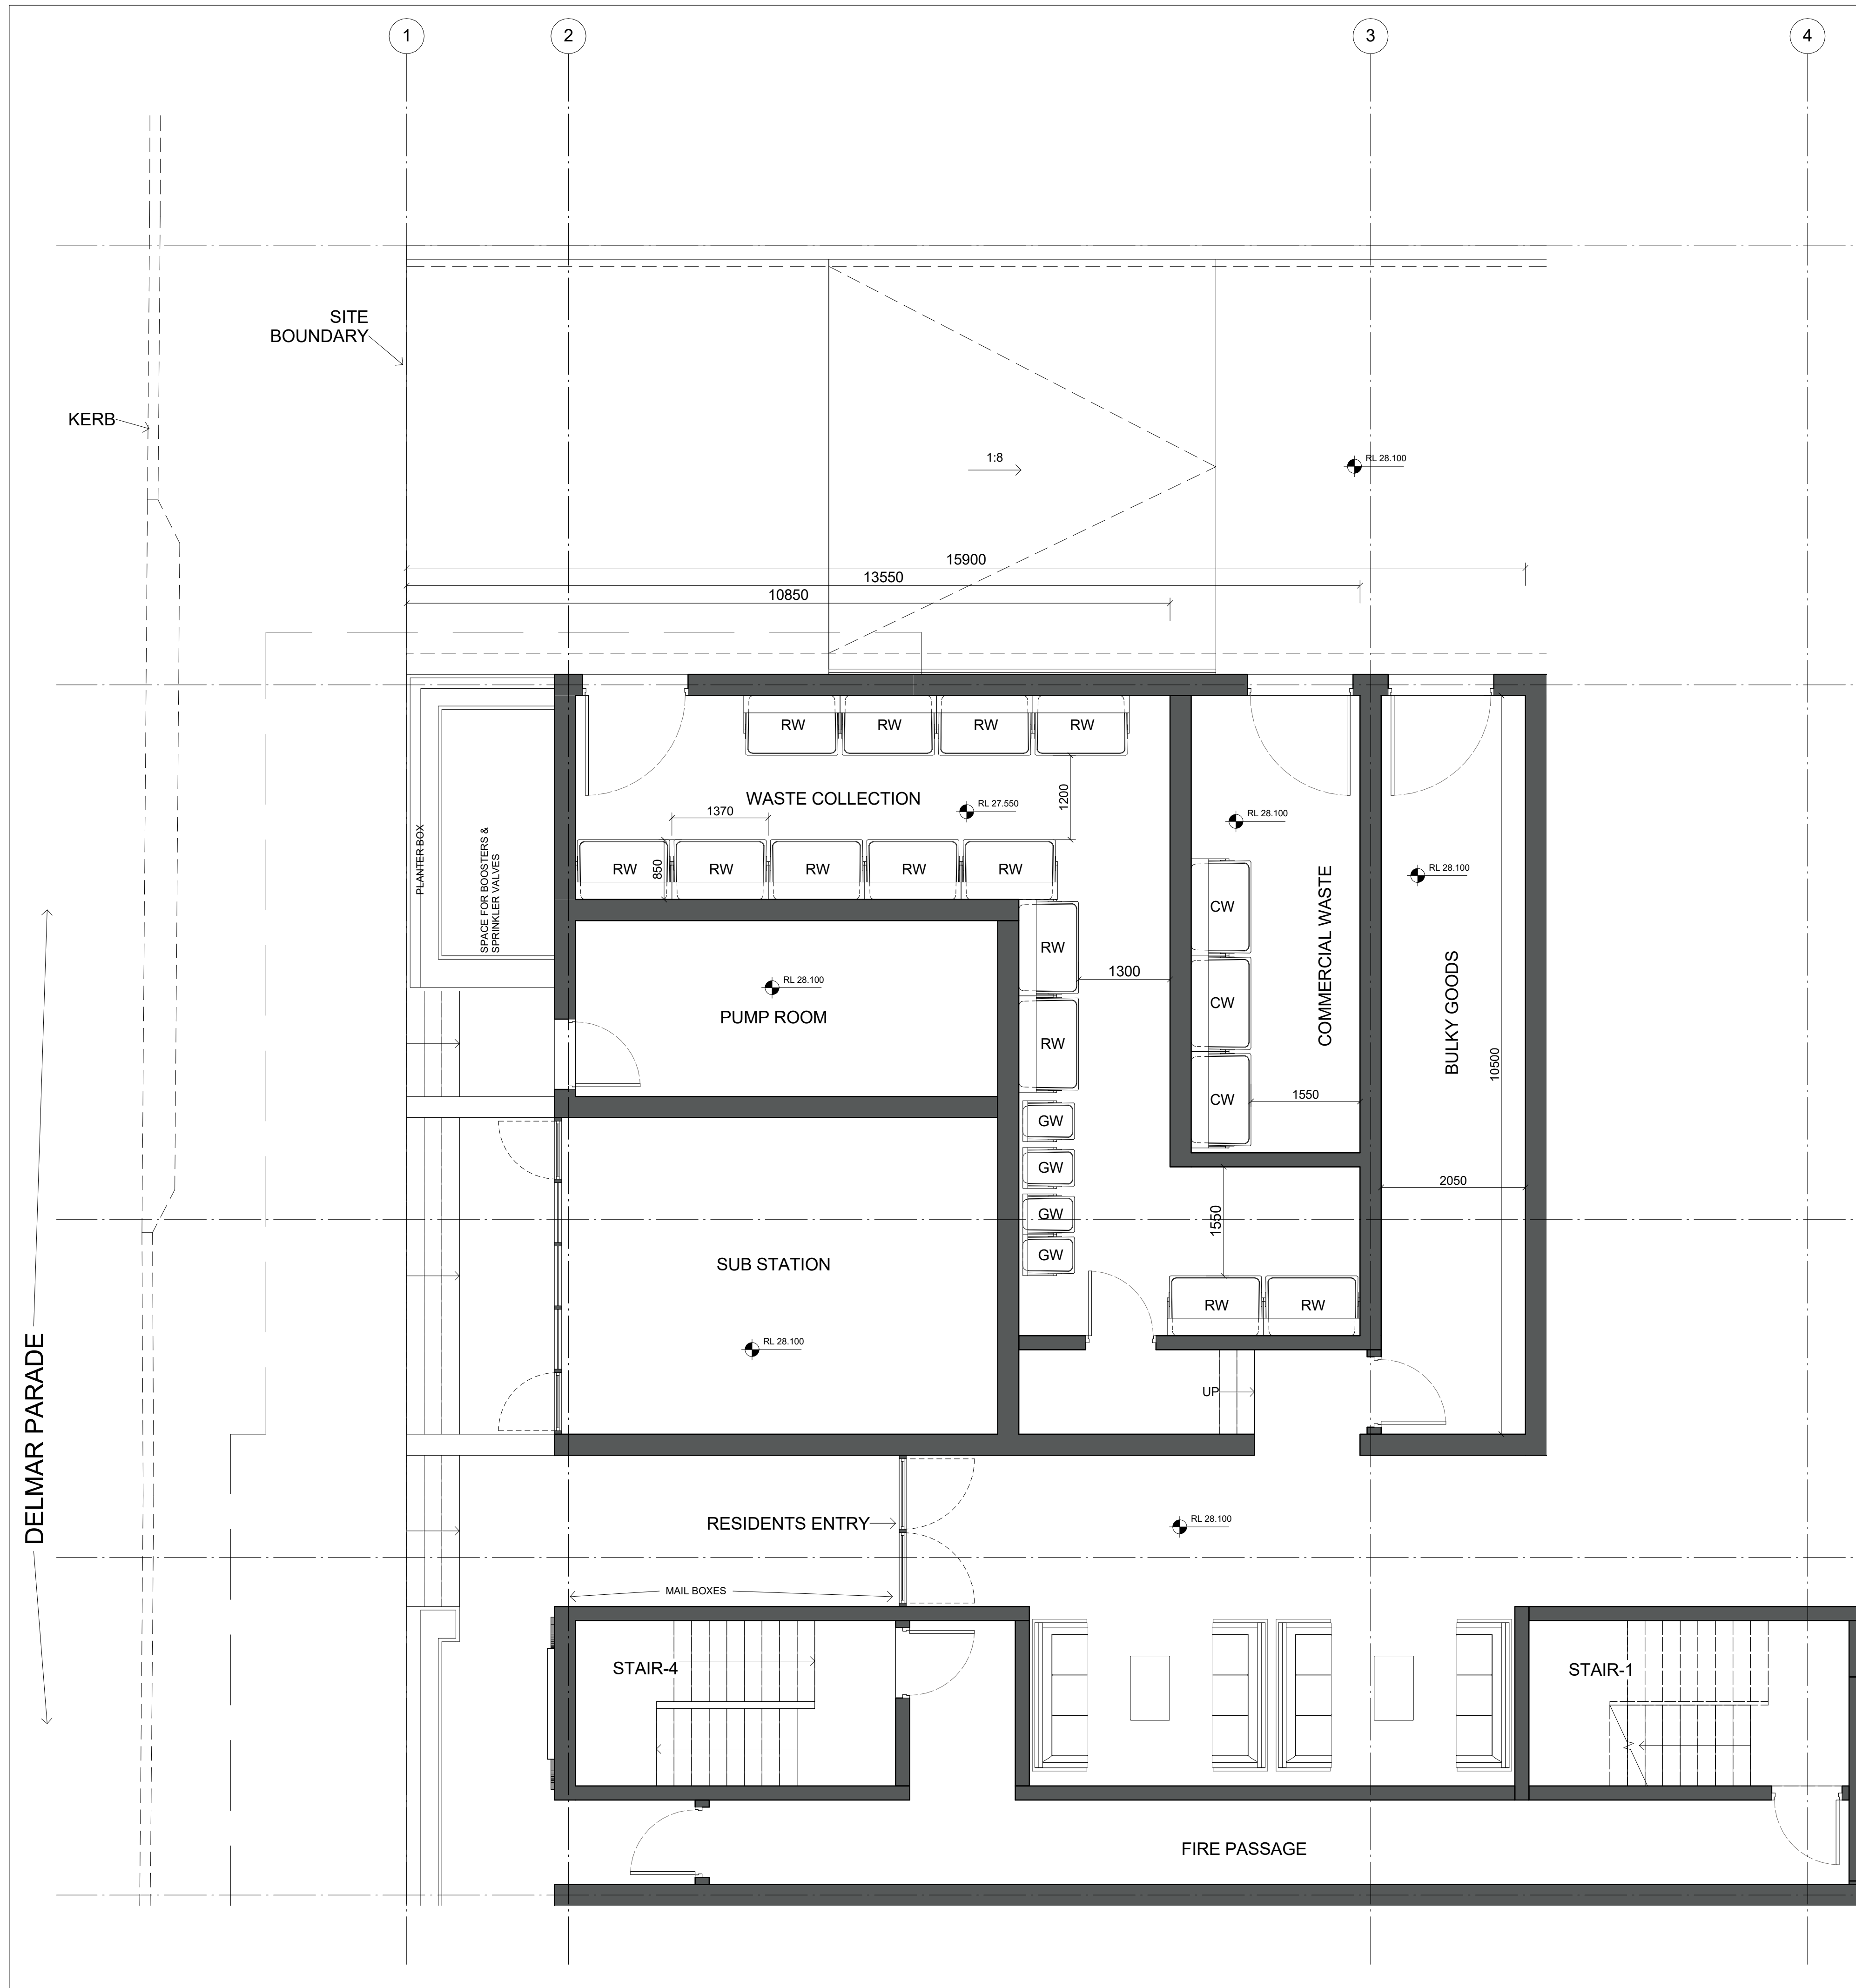 1
2
3
4
SITE
BOUNDARY
KERB
1:8
RL 28.100
15900
13550
10850
RW
RW
RW
RW
WASTE COLLECTION
RL 27.550
1200
1370
RL 28.100
PLANTER BOX
SPACE FOR BOOSTERS &
SPRINKLER VALVES
RW
850
RW
RW
RW
RW
RL 28.100
COMMERCIAL WASTE
CW
RW
BULKY GOODS
1300
RL 28.100
PUMP ROOM
CW
RW
10500
CW
1550
GW
GW
2050
GW
1550
GW
SUB STATION
RW
RW
RL 28.100
UP
DELMAR PARADE
RESIDENTS ENTRY
RL 28.100
MAIL BOXES
STAIR-4
STAIR-1
FIRE PASSAGE